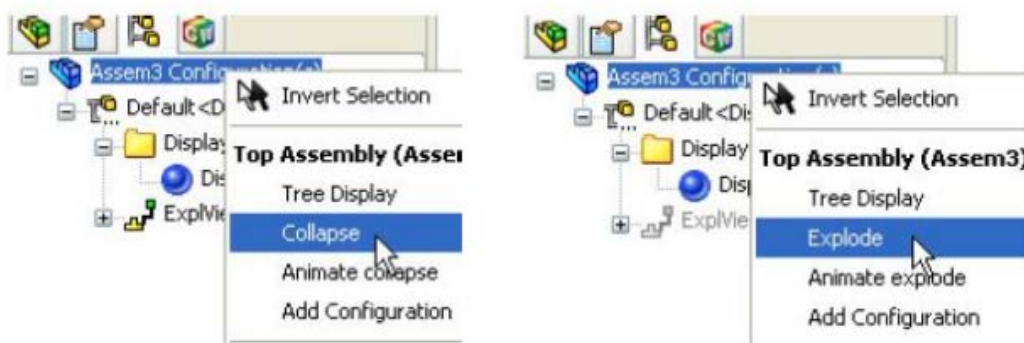 Assem3 Configuration(s)
Default<D
Display
Dis
ExplVie
Invert Selection
Top Assembly (Asser
Tree Display
Collapse
Animate collapse
Add Configuration
Assem3 Configuration(s)
Default<Dis
Display
Disp
ExplVie
Invert Selection
Top Assembly (Assem3)
Tree Display
Explode
Animate explode
Add Configuration